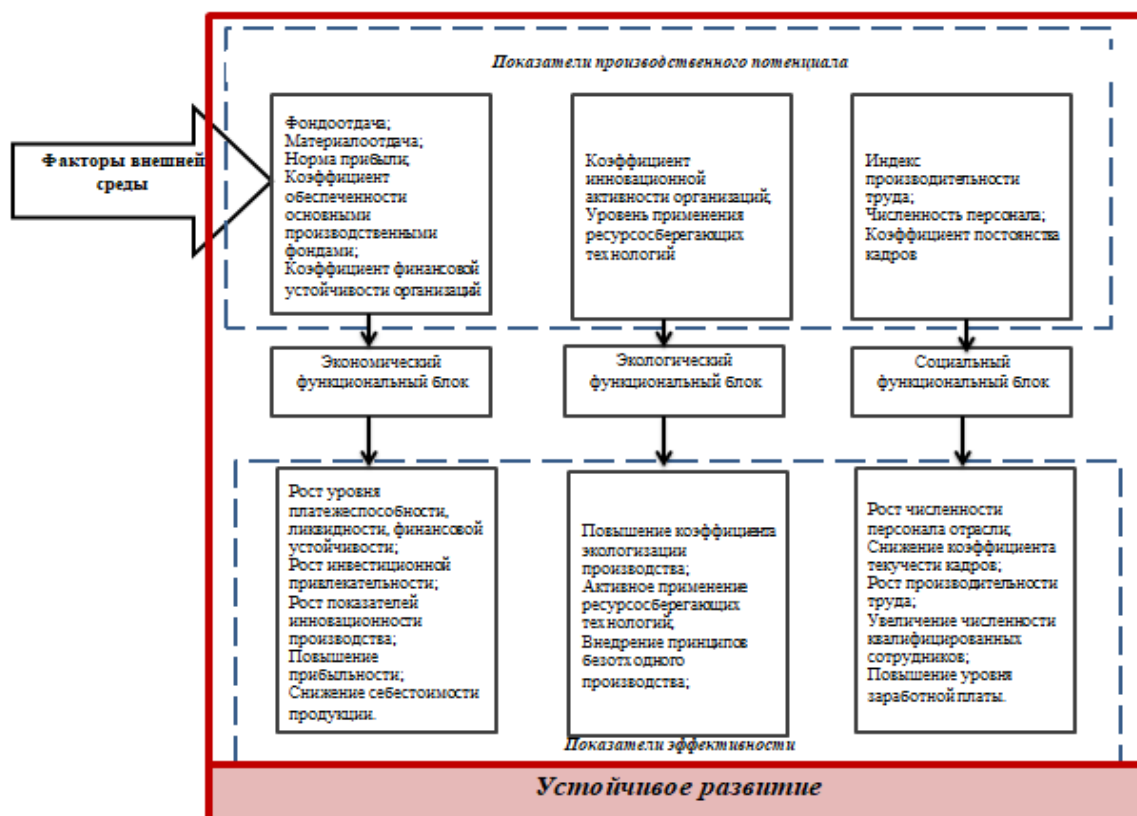 Показатели производственного потенциала
Факторы внешней
среды
Фондоотдача;
Материалоотдача;
Норма прибыли;
Коэффициент
обеспеченности
основными
производственными
фондами;
Коэффициент финансовой
устойчивости организаций
Коэффициент
инновационной
активности организаций;
Уровень применения
ресурсосберегающих
технологий
Индекс
производительности
труда;
Численность персонала;
Коэффициент постоянства
кадров
Экономический
функциональный блок
Экологический
функциональный блок
Социальный
функциональный блок
Рост уровня
платежеспособности,
ликвидности, финансовой
устойчивости;
Рост инвестиционной
привлекательности;
Рост показателей
инновационности
производства;
Повышение
прибыльности;
Снижение себестоимости
продукции.
Повышение коэффициента
экологизации
производства;
Активное применение
ресурсосберегающих
технологий;
Внедрение принципов
безотходного
производства;
Рост численности
персонала отрасли;
Снижение коэффициента
текучести кадров;
Рост производительности
труда;
Увеличение численности
квалифицированных
сотрудников;
Повышение уровня
заработной платы.
Показатели эффективности
Устойчивое развитие